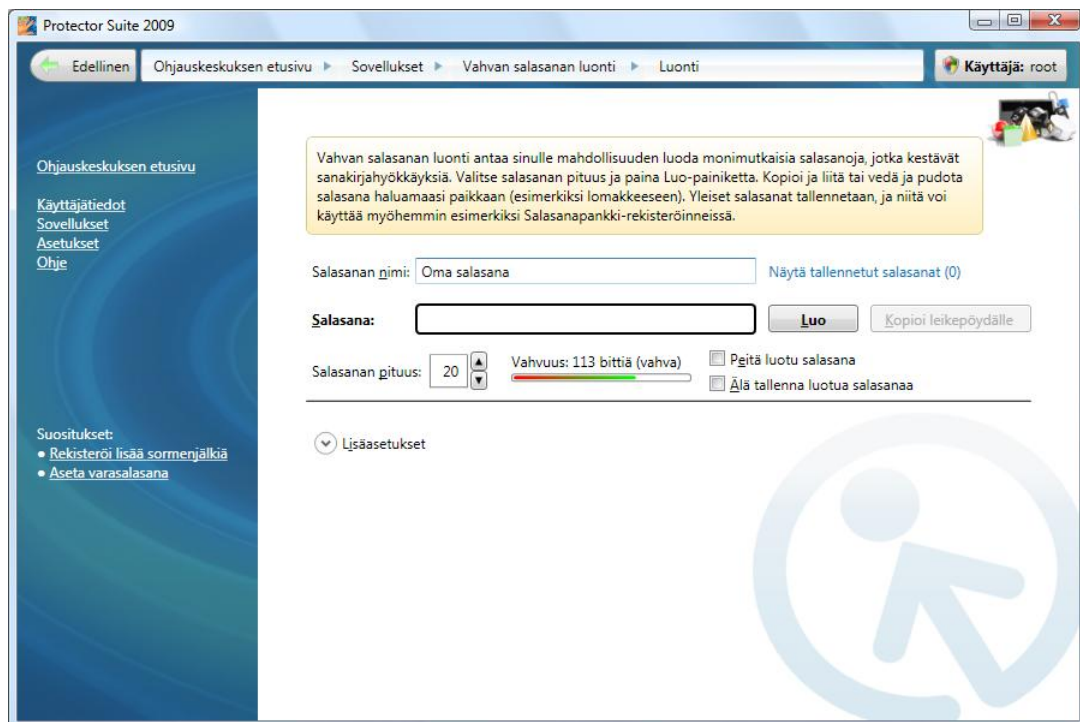 Protector Suite 2009
Edellinen Ohjauskeskuksen etusivu Sovellukset Vahvan salasanan luonti Luonti Käyttäjä: root
Ohjauskeskuksen etusivu
Käyttäjätiedot
Sovellukset
Asetukset
Ohje
Suositukset:
• Rekisteröi lisää sormenjälkiä
• Aseta varasalasana
Vahvan salasanan luonti antaa sinulle mahdollisuuden luoda monimutkaisia salasanoja, jotka kestävät
sanakirjahyökkäyksiä. Valitse salasanan pituus ja paina Luo-painiketta. Kopioi ja liitä tai vedä ja pudota
salasana haluamaasi paikkaan (esimerkiksi lomakkeeseen). Yleiset salasanat tallennetaan, ja niitä voi
käyttää myöhemmin esimerkiksi Salasanapankki-rekisteröinneissä.
Salasanan nimi: Oma salasana Näytä tallennetut salasanat (0)
Salasana: Luo Kopioi leikepöydälle
Salasanan pituus: 20 Vahvuus: 113 bittiä (vahva) Peitä luotu salasana
Älä tallenna luotua salasanaa
Lisäasetukset